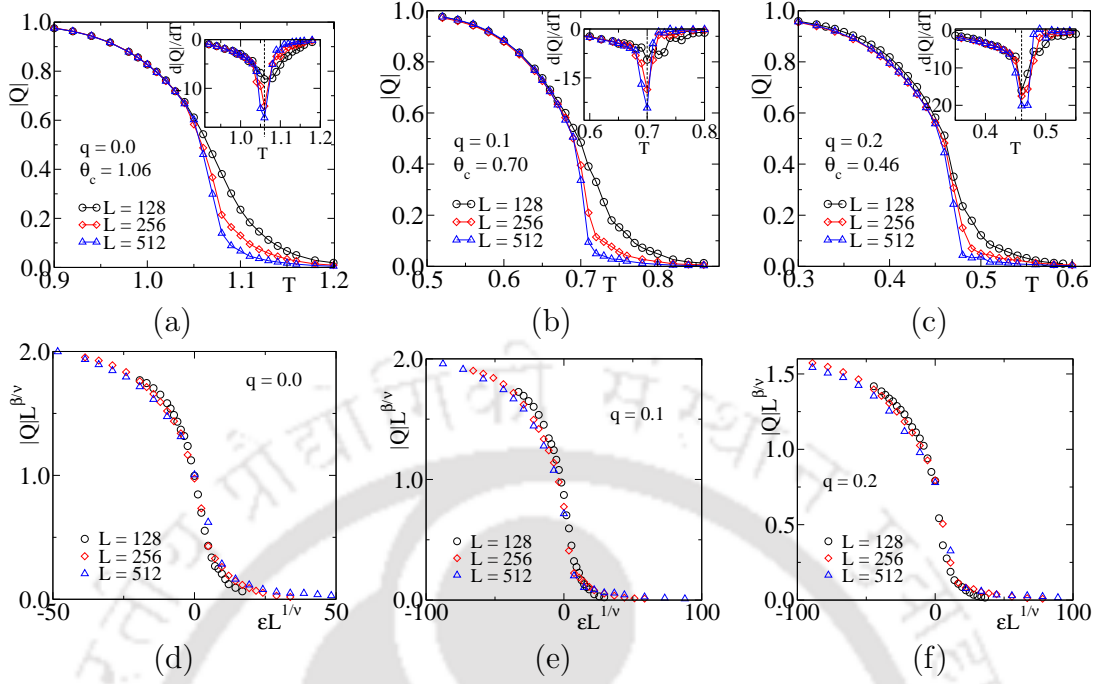 1.0
0.8
0.6
0.4
0.2
0.0
|Q|
0.9 1.0 1.1 1.2
T
q = 0.0
θc = 1.06
L = 128
L = 256
L = 512
d|Q|/dT
0
10
1.0 1.1 1.2
T
(a)
1.0
0.8
0.6
0.4
0.2
0.0
|Q|
0.5 0.6 0.7 0.8
T
q = 0.1
θc = 0.70
L = 128
L = 256
L = 512
d|Q|/dT
0
-15
0.6 0.7 0.8
T
(b)
1.0
0.8
0.6
0.4
0.2
0.0
|Q|
0.3 0.4 0.5 0.6
T
q = 0.2
θc = 0.46
L = 128
L = 256
L = 512
d|Q|/dT
0
10
20
0.4 0.5
T
(c)
2.0
1.0
0.0
|Q|L^β/ν
-50 0 50
εL^1/ν
q = 0.0
L = 128
L = 256
L = 512
(d)
2.0
1.0
0.0
|Q|L^β/ν
-100 0 100
εL^1/ν
q = 0.1
L = 128
L = 256
L = 512
(e)
1.5
1.0
0.5
0.0
|Q|L^β/ν
-100 0 100
εL^1/ν
q = 0.2
L = 128
L = 256
L = 512
(f)